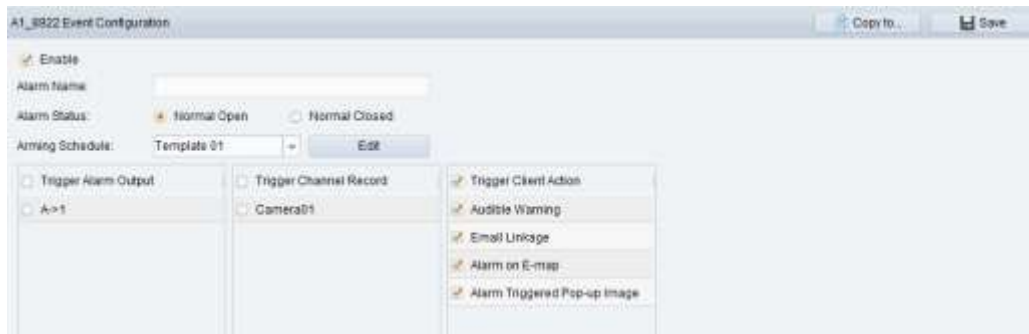 A1_8922 Event Configuration Copy to... Save
Enable
Alarm Name:
Alarm Status: Normal Open Normal Closed
Arming Schedule: Template 01 Edit
Trigger Alarm Output Trigger Channel Record Trigger Client Action
A->1 Camera01 Audible Warning
Email Linkage
Alarm on E-map
Alarm Triggered Pop-up Image